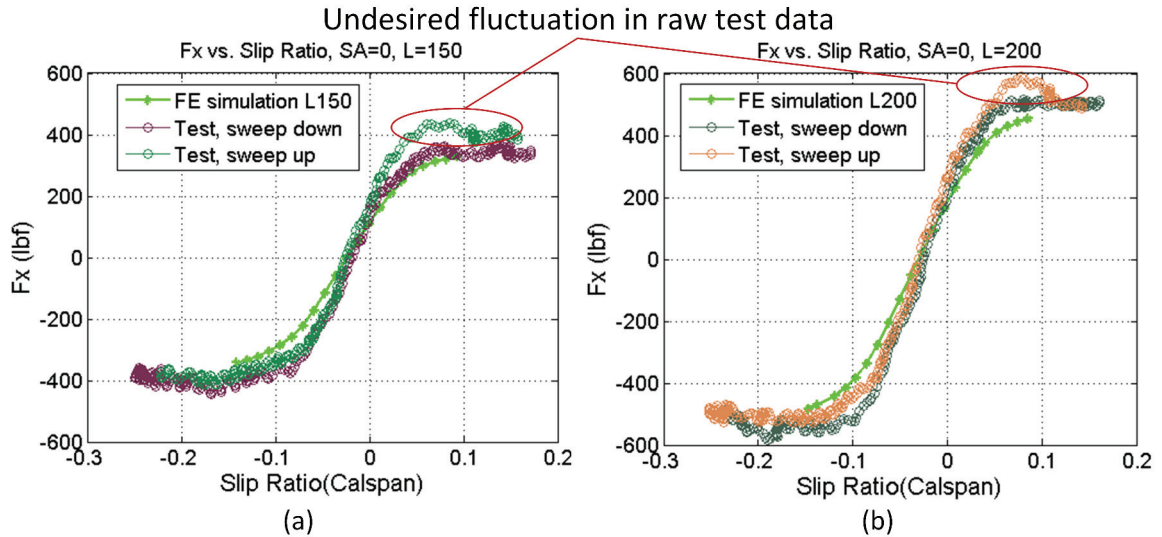 Undesired fluctuation in raw test data
Fx vs. Slip Ratio, SA=0, L=150
600
400
200
0
-200
-400
-600
-0.3
-0.2
-0.1
0
0.1
0.2
Fx (lbf)
Slip Ratio(Calspan)
FE simulation L150
Test, sweep down
Test, sweep up
(a)
Fx vs. Slip Ratio, SA=0, L=200
600
400
200
0
-200
-400
-600
-0.3
-0.2
-0.1
0
0.1
0.2
Fx (lbf)
Slip Ratio(Calspan)
FE simulation L200
Test, sweep down
Test, sweep up
(b)